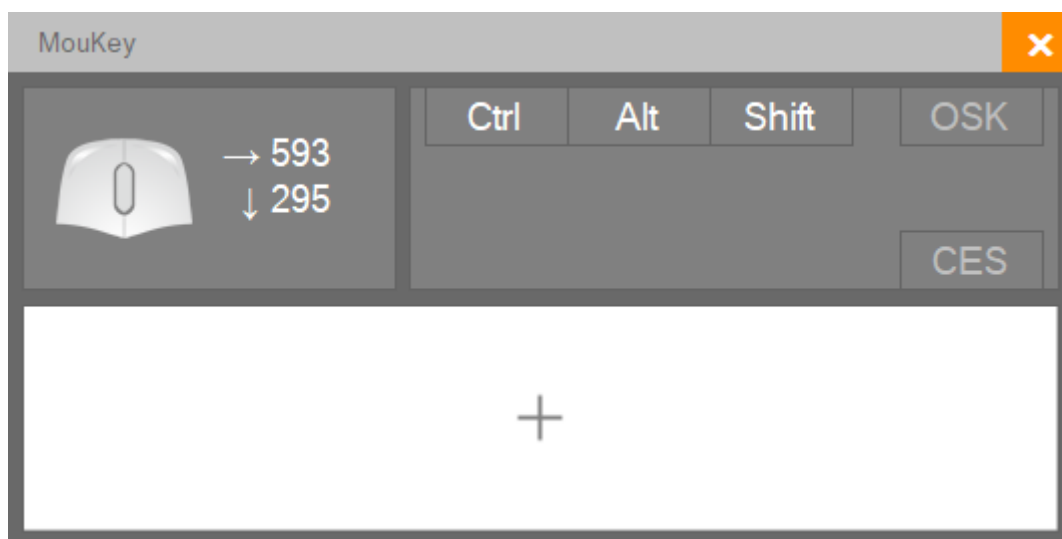 MouKey
→ 593
↓ 295
Ctrl Alt Shift OSK
CES